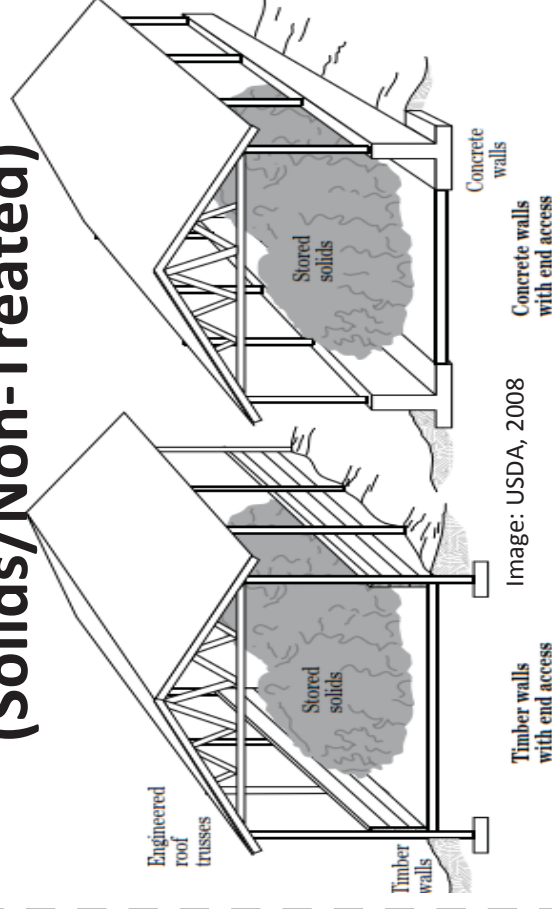 (Solids/Non-Treated)
Engineered
roof
trusses
Stored
solids
Timber
walls
Timber walls
with end access
Image: USDA, 2008
Stored
solids
Concrete
walls
Concrete walls
with end access